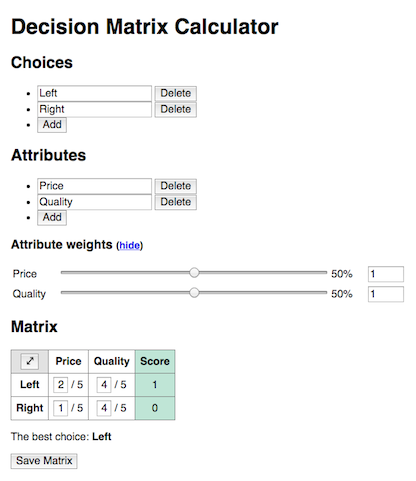 Decision Matrix Calculator
Choices
Left Delete
Right Delete
Add
Attributes
Price Delete
Quality Delete
Add
Attribute weights (hide)
Price 50% 1
Quality 50% 1
Matrix
Price Quality Score
Left 2 / 5 4 / 5 1
Right 1 / 5 4 / 5 0
The best choice: Left
Save Matrix